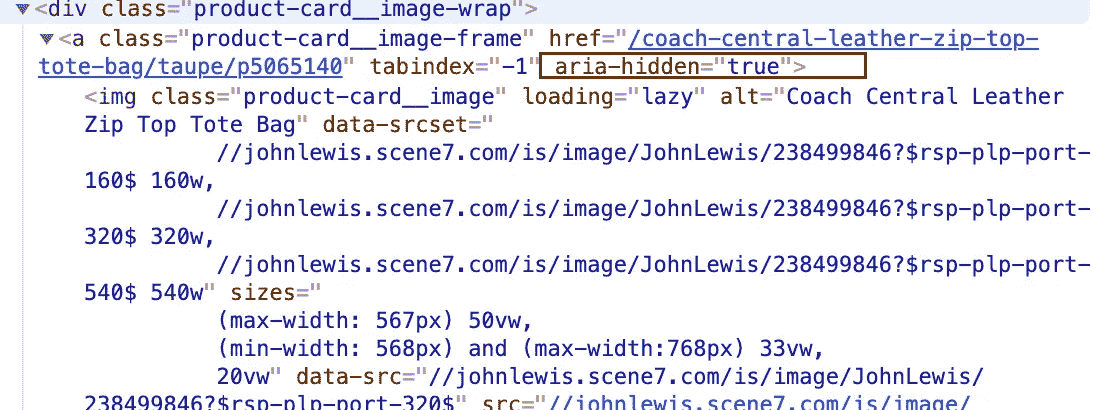 ▼<div class="product-card__image-wrap">
▼<a class="product-card__image-frame" href="/coach-central-leather-zip-top-
tote-bag/taupe/p5065140" tabindex="-1" aria-hidden="true">
<img class="product-card__image" loading="lazy" alt="Coach Central Leather
Zip Top Tote Bag" data-srcset="
//johnlewis.scene7.com/is/image/JohnLewis/238499846?$rsp-plp-port-
160$ 160w,
//johnlewis.scene7.com/is/image/JohnLewis/238499846?$rsp-plp-port-
320$ 320w,
//johnlewis.scene7.com/is/image/JohnLewis/238499846?$rsp-plp-port-
540$ 540w" sizes="
(max-width: 567px) 50vw,
(min-width: 568px) and (max-width:768px) 33vw,
20vw" data-src="//johnlewis.scene7.com/is/image/JohnLewis/
238499846?$rsp-plp-port-320$" src="//johnlewis.scene7.com/is/image/